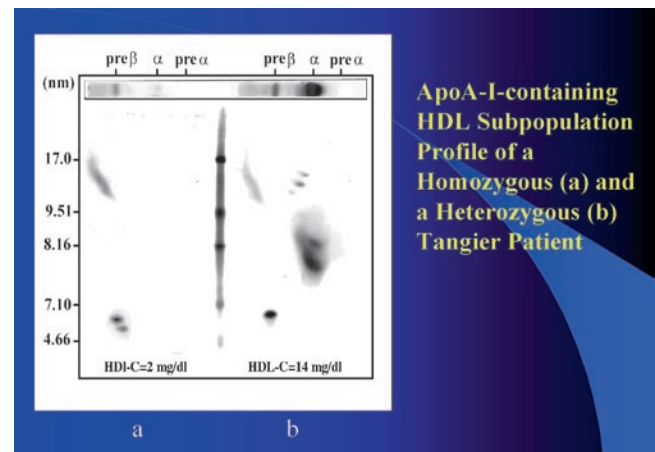 preβ α preα preβ α preα
(nm)
17.0
9.51
8.16
7.10
4.66
HDl-C=2 mg/dl HDL-C=14 mg/dl
a b
ApoA-I-containing
HDL Subpopulation
Profile of a
Homozygous (a) and
a Heterozygous (b)
Tangier Patient